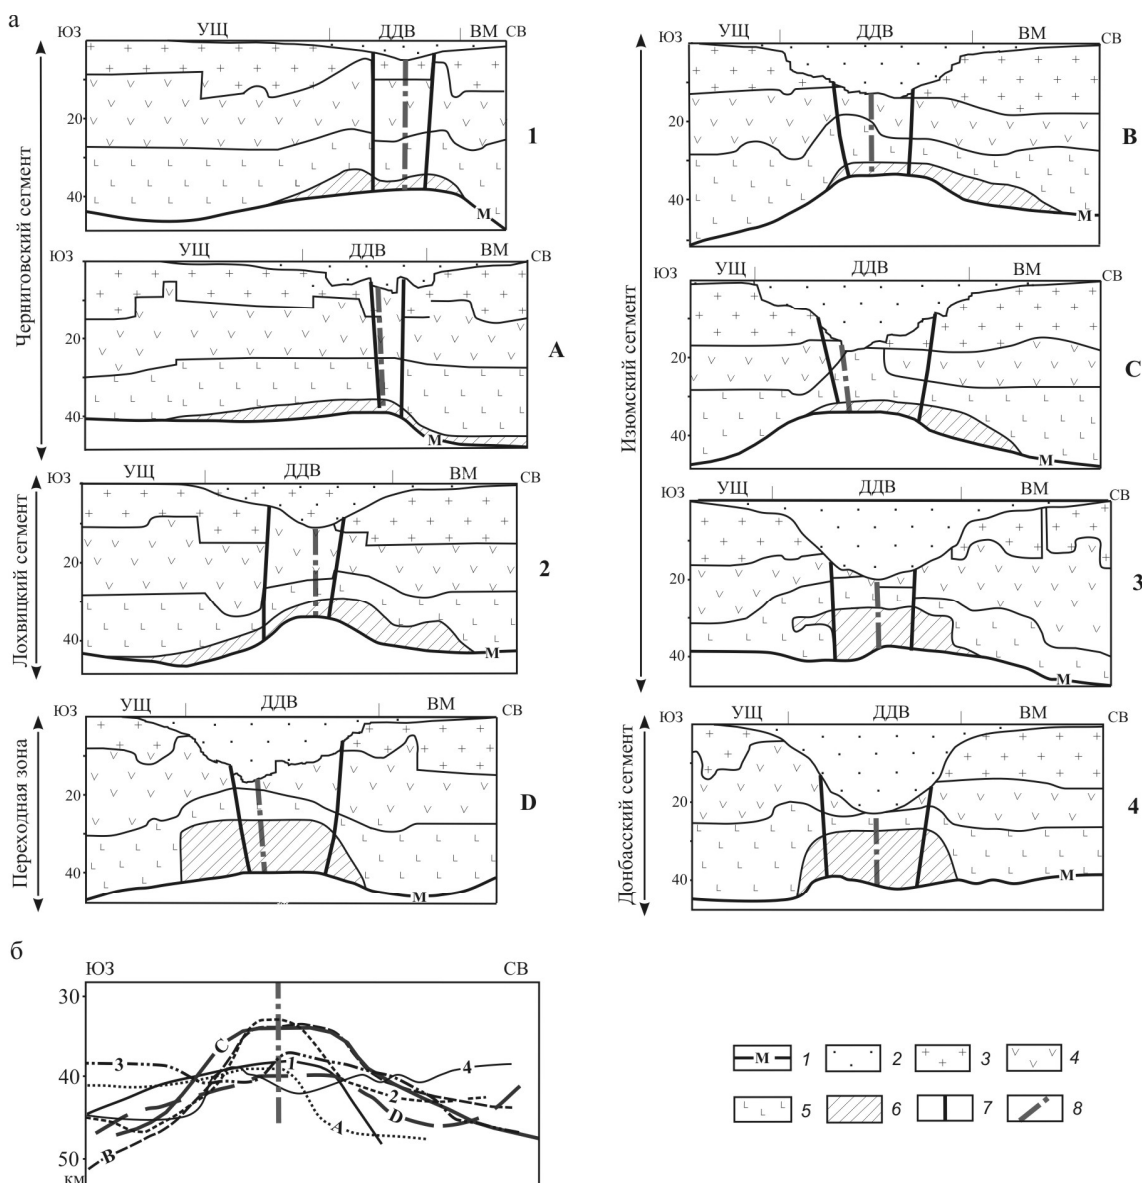 а
ЮЗ УЩ ДДВ ВМ СВ
20
40
М
1
Черниговский сегмент
ЮЗ УЩ ДДВ ВМ СВ
20
40
М
А
ЮЗ УЩ ДДВ ВМ СВ
20
40
М
2
Лохвицкий сегмент
ЮЗ УЩ ДДВ ВМ СВ
20
40
М
D
Переходная зона
ЮЗ УЩ ДДВ ВМ СВ
20
40
М
В
Изюмский сегмент
ЮЗ УЩ ДДВ ВМ СВ
20
40
М
С
ЮЗ УЩ ДДВ ВМ СВ
20
40
М
3
ЮЗ УЩ ДДВ ВМ СВ
20
40
М
4
Донбасский сегмент
б
ЮЗ СВ
30
40
50
км
3 C 1 4
2
D
A
B
М 1 2 3 4
5 6 7 8